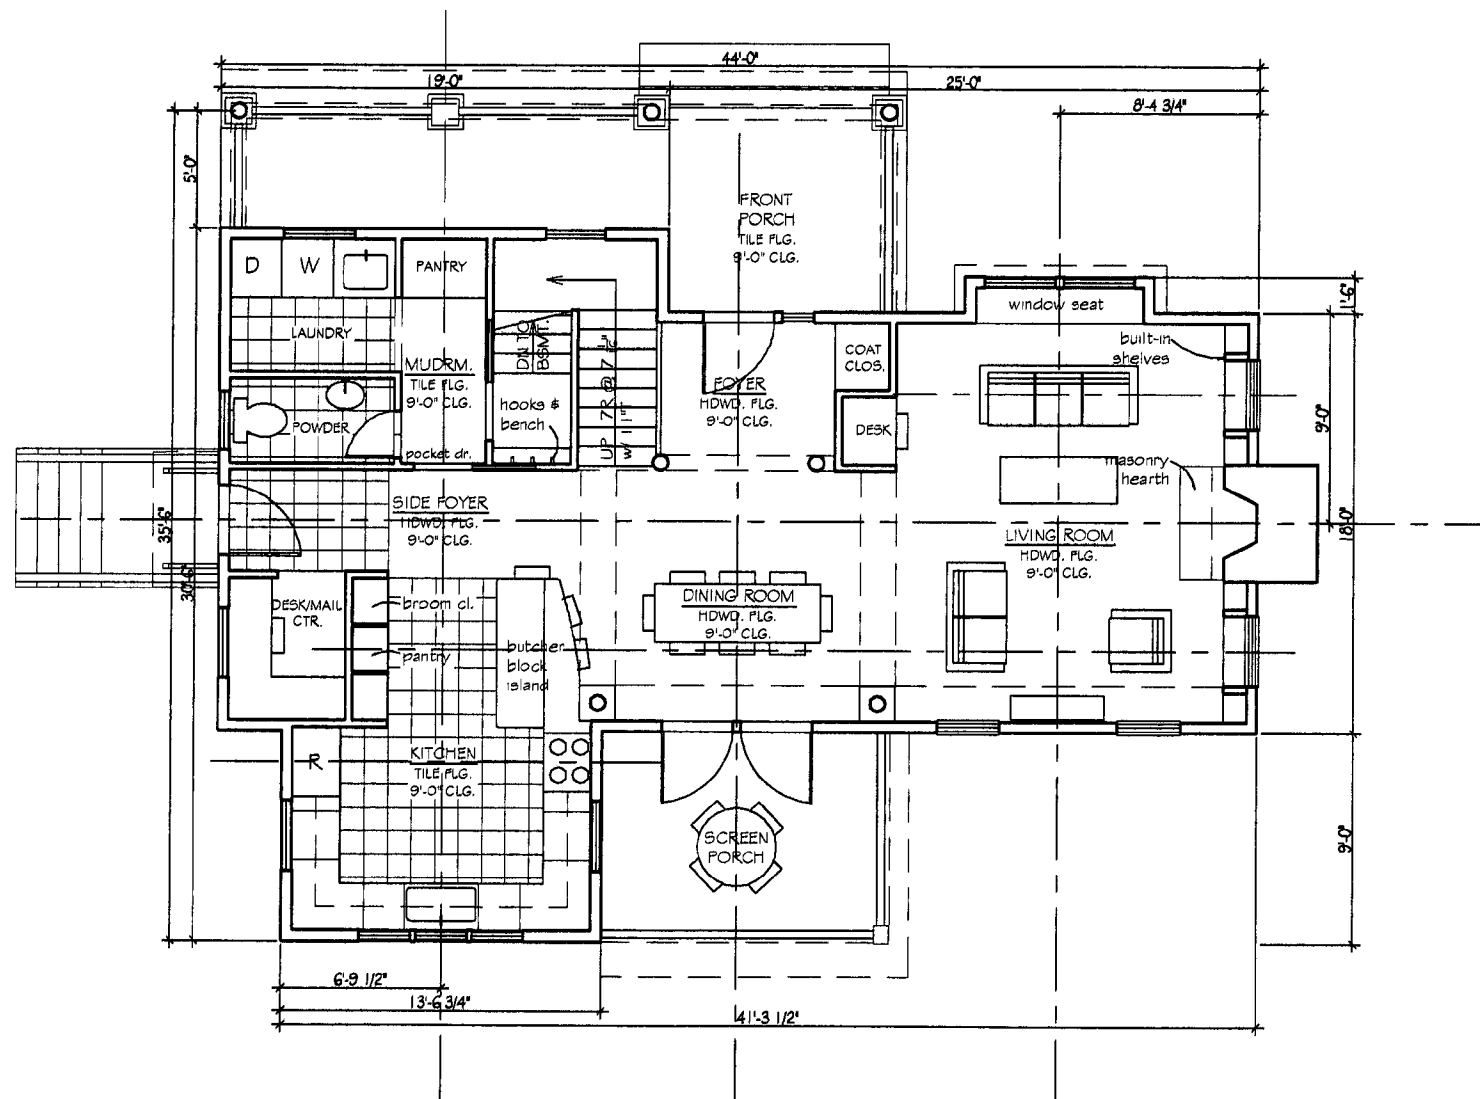 44'-0"
19'-0"
25'-0"
8'-4 3/4"
5'-0"
FRONT
PORCH
TILE FLG.
9'-0" CLG.
D
W
PANTRY
LAUNDRY
MUDRM.
TILE FLG.
9'-0" CLG.
DN TO
BSMT.
UP 17R @ 7
W/ 11"T
hooks &
bench
POWDER
pocket dr.
FOYER
HDWD. FLG.
9'-0" CLG.
COAT
CLOS.
DESK
window seat
built-in
shelves
1'-6"
9'-0"
18'-0"
masonry
hearth
LIVING ROOM
HDWD. FLG.
9'-0" CLG.
SIDE FOYER
HDWD. FLG.
9'-0" CLG.
35'-6"
30'-6"
DESK/MAIL
CTR.
broom cl.
pantry
butcher
block
island
DINING ROOM
HDWD. FLG.
9'-0" CLG.
R
KITCHEN
TILE FLG.
9'-0" CLG.
SCREEN
PORCH
9'-0"
6'-9 1/2"
13'-6 3/4"
41'-3 1/2"